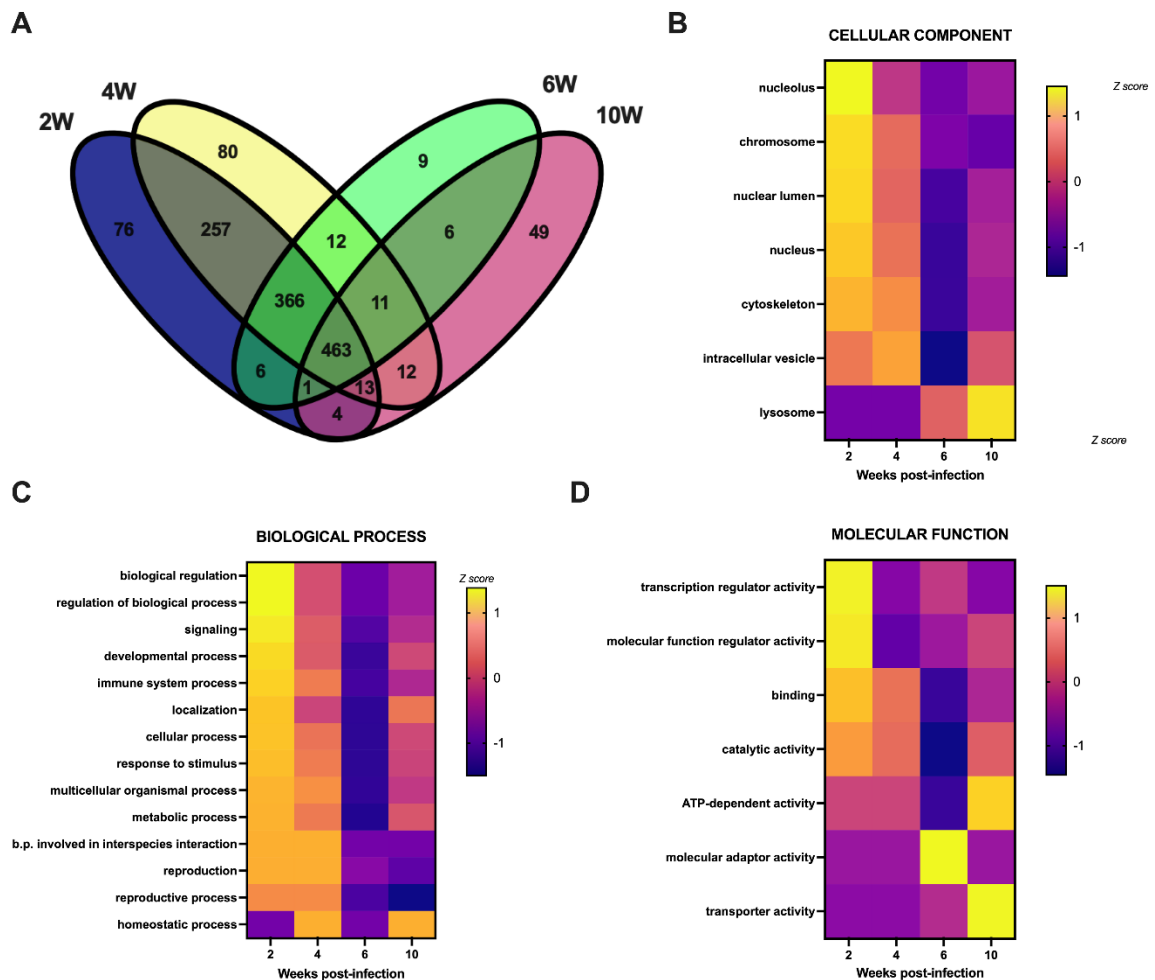 A
2W
4W
6W
10W
80
9
76
257
12
6
49
366
11
463
6
1
13
12
4
B
CELLULAR COMPONENT
nucleolus
chromosome
nuclear lumen
nucleus
cytoskeleton
intracellular vesicle
lysosome
2 4 6 10
Weeks post-infection
Z score
1
0
-1
Z score
C
BIOLOGICAL PROCESS
biological regulation
regulation of biological process
signaling
developmental process
immune system process
localization
cellular process
response to stimulus
multicellular organismal process
metabolic process
b.p. involved in interspecies interaction
reproduction
reproductive process
homeostatic process
2 4 6 10
Weeks post-infection
Z score
1
0
-1
D
MOLECULAR FUNCTION
transcription regulator activity
molecular function regulator activity
binding
catalytic activity
ATP-dependent activity
molecular adaptor activity
transporter activity
2 4 6 10
Weeks post-infection
1
0
-1